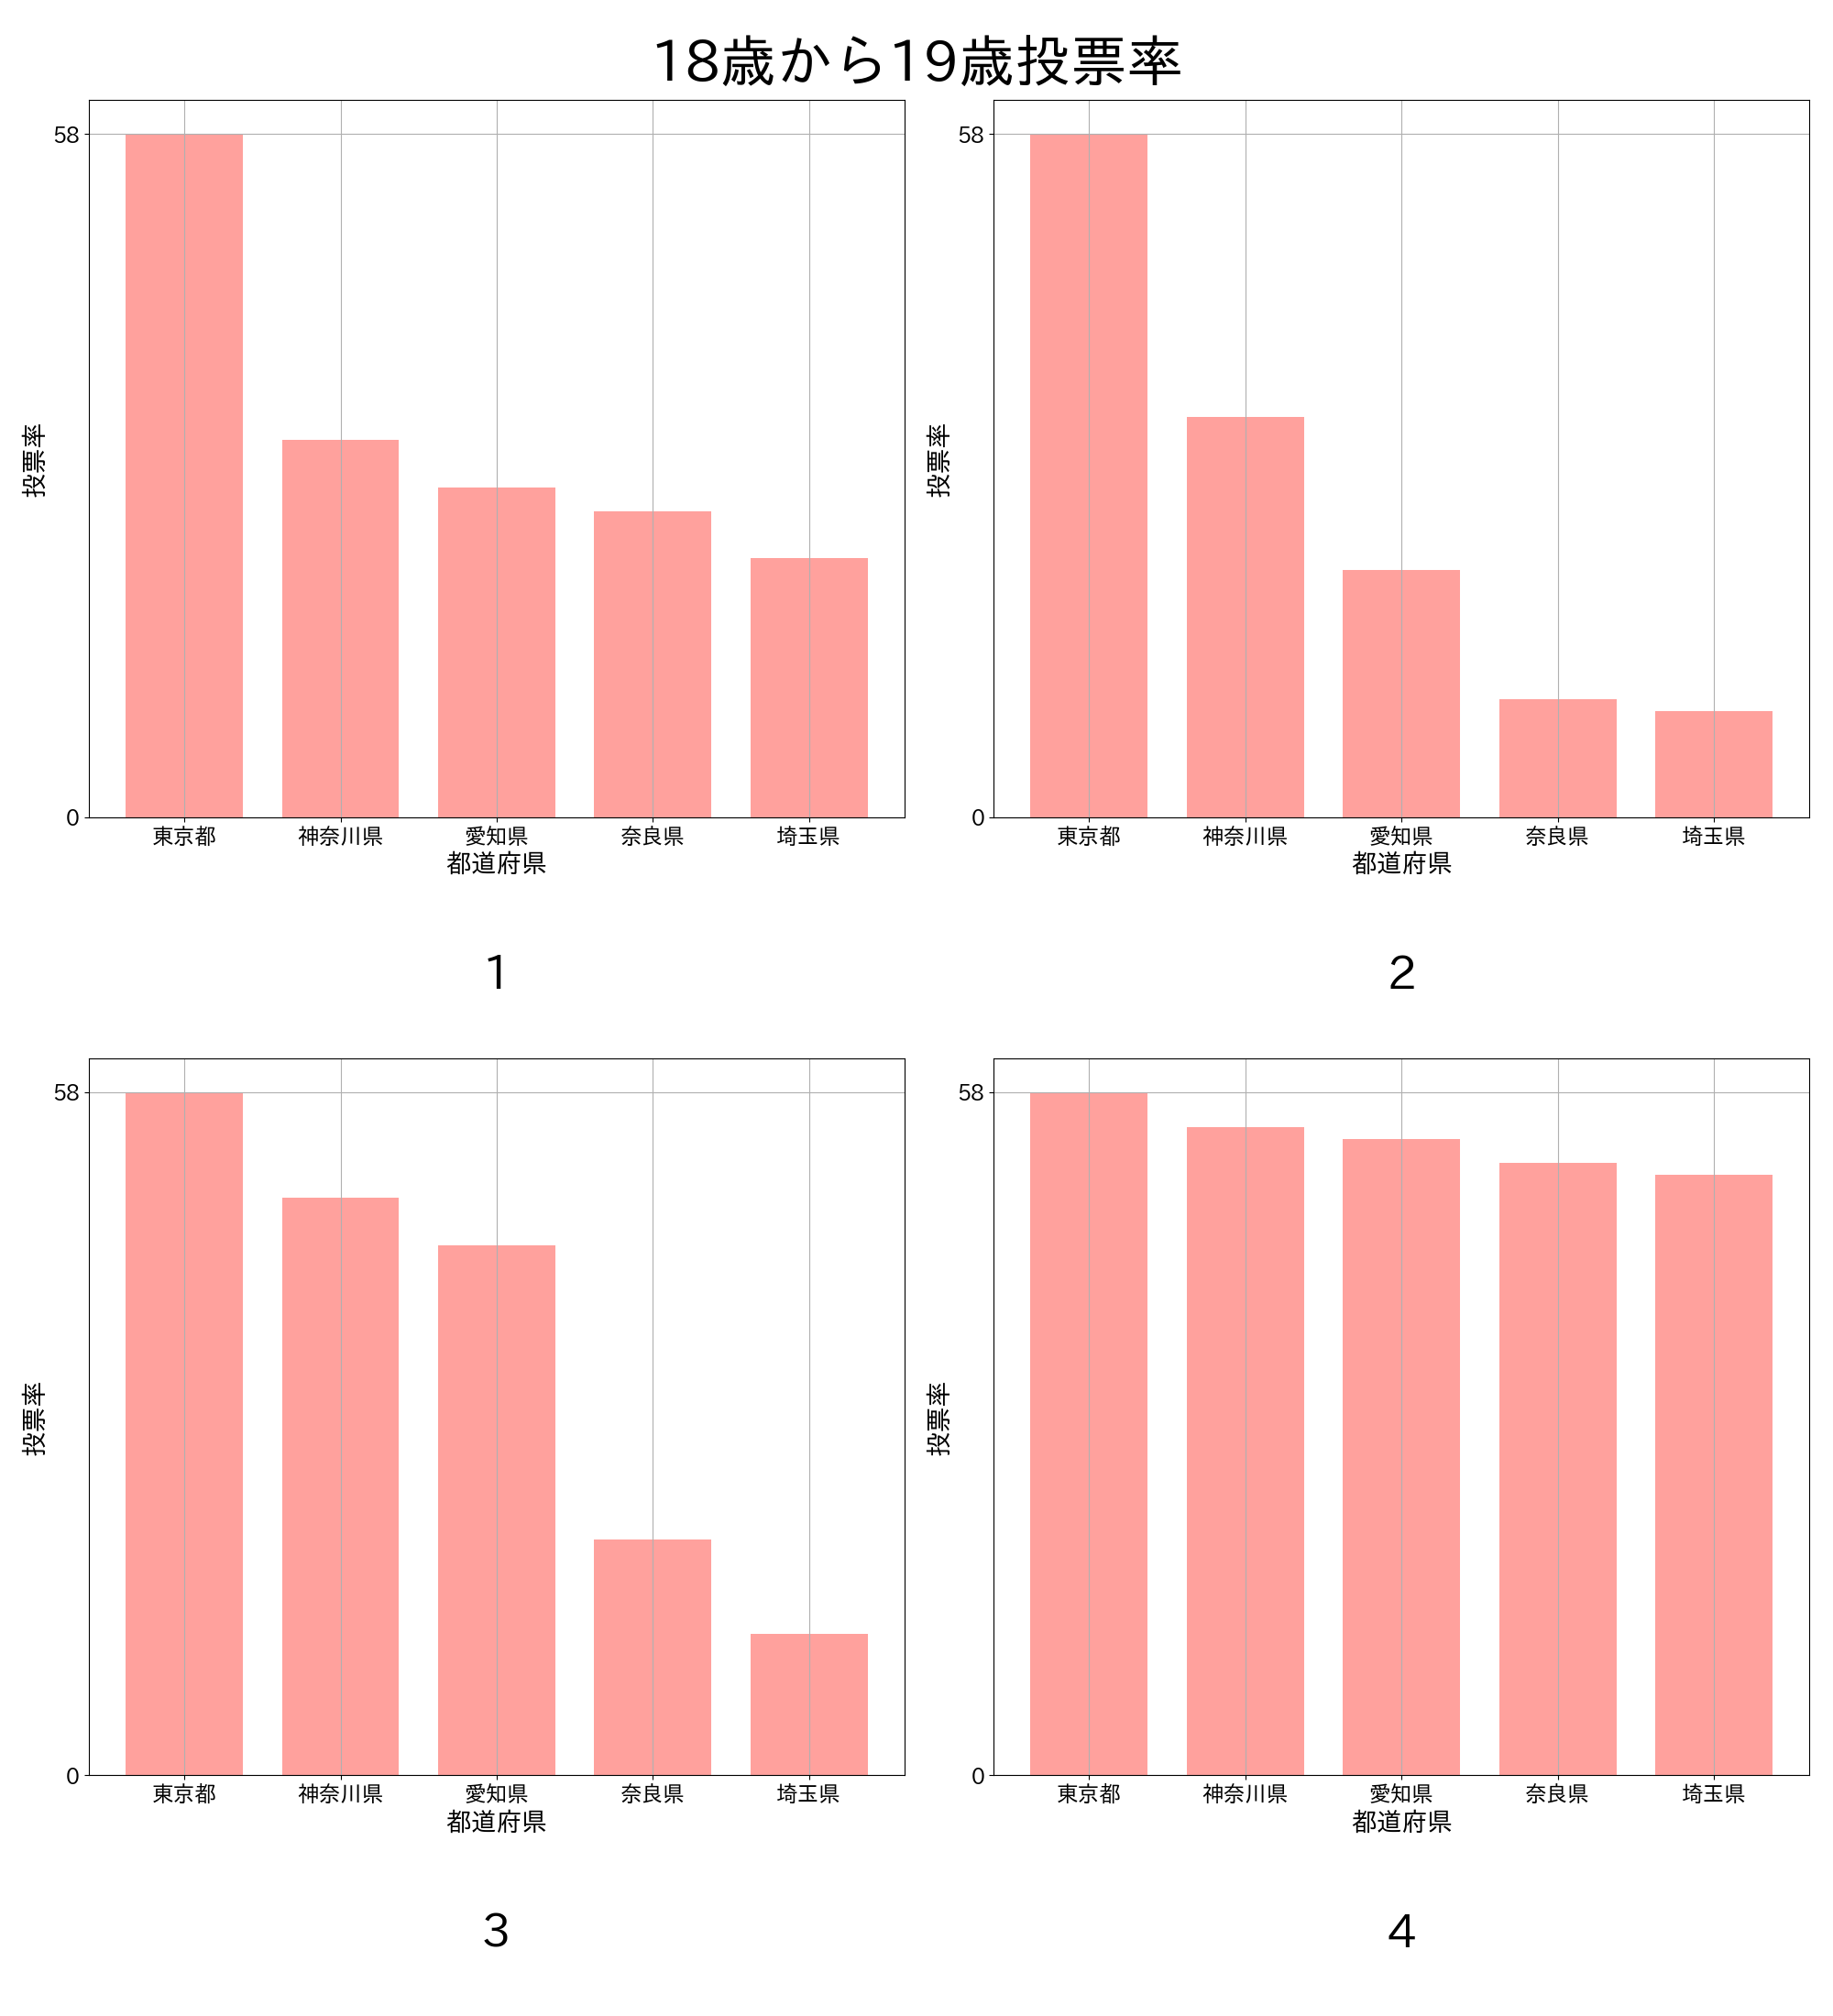 18歳から19歳投票率
58
0
投票率
東京都 神奈川県 愛知県 奈良県 埼玉県
都道府県
1
58
0
投票率
東京都 神奈川県 愛知県 奈良県 埼玉県
都道府県
2
58
0
投票率
東京都 神奈川県 愛知県 奈良県 埼玉県
都道府県
3
58
0
投票率
東京都 神奈川県 愛知県 奈良県 埼玉県
都道府県
4